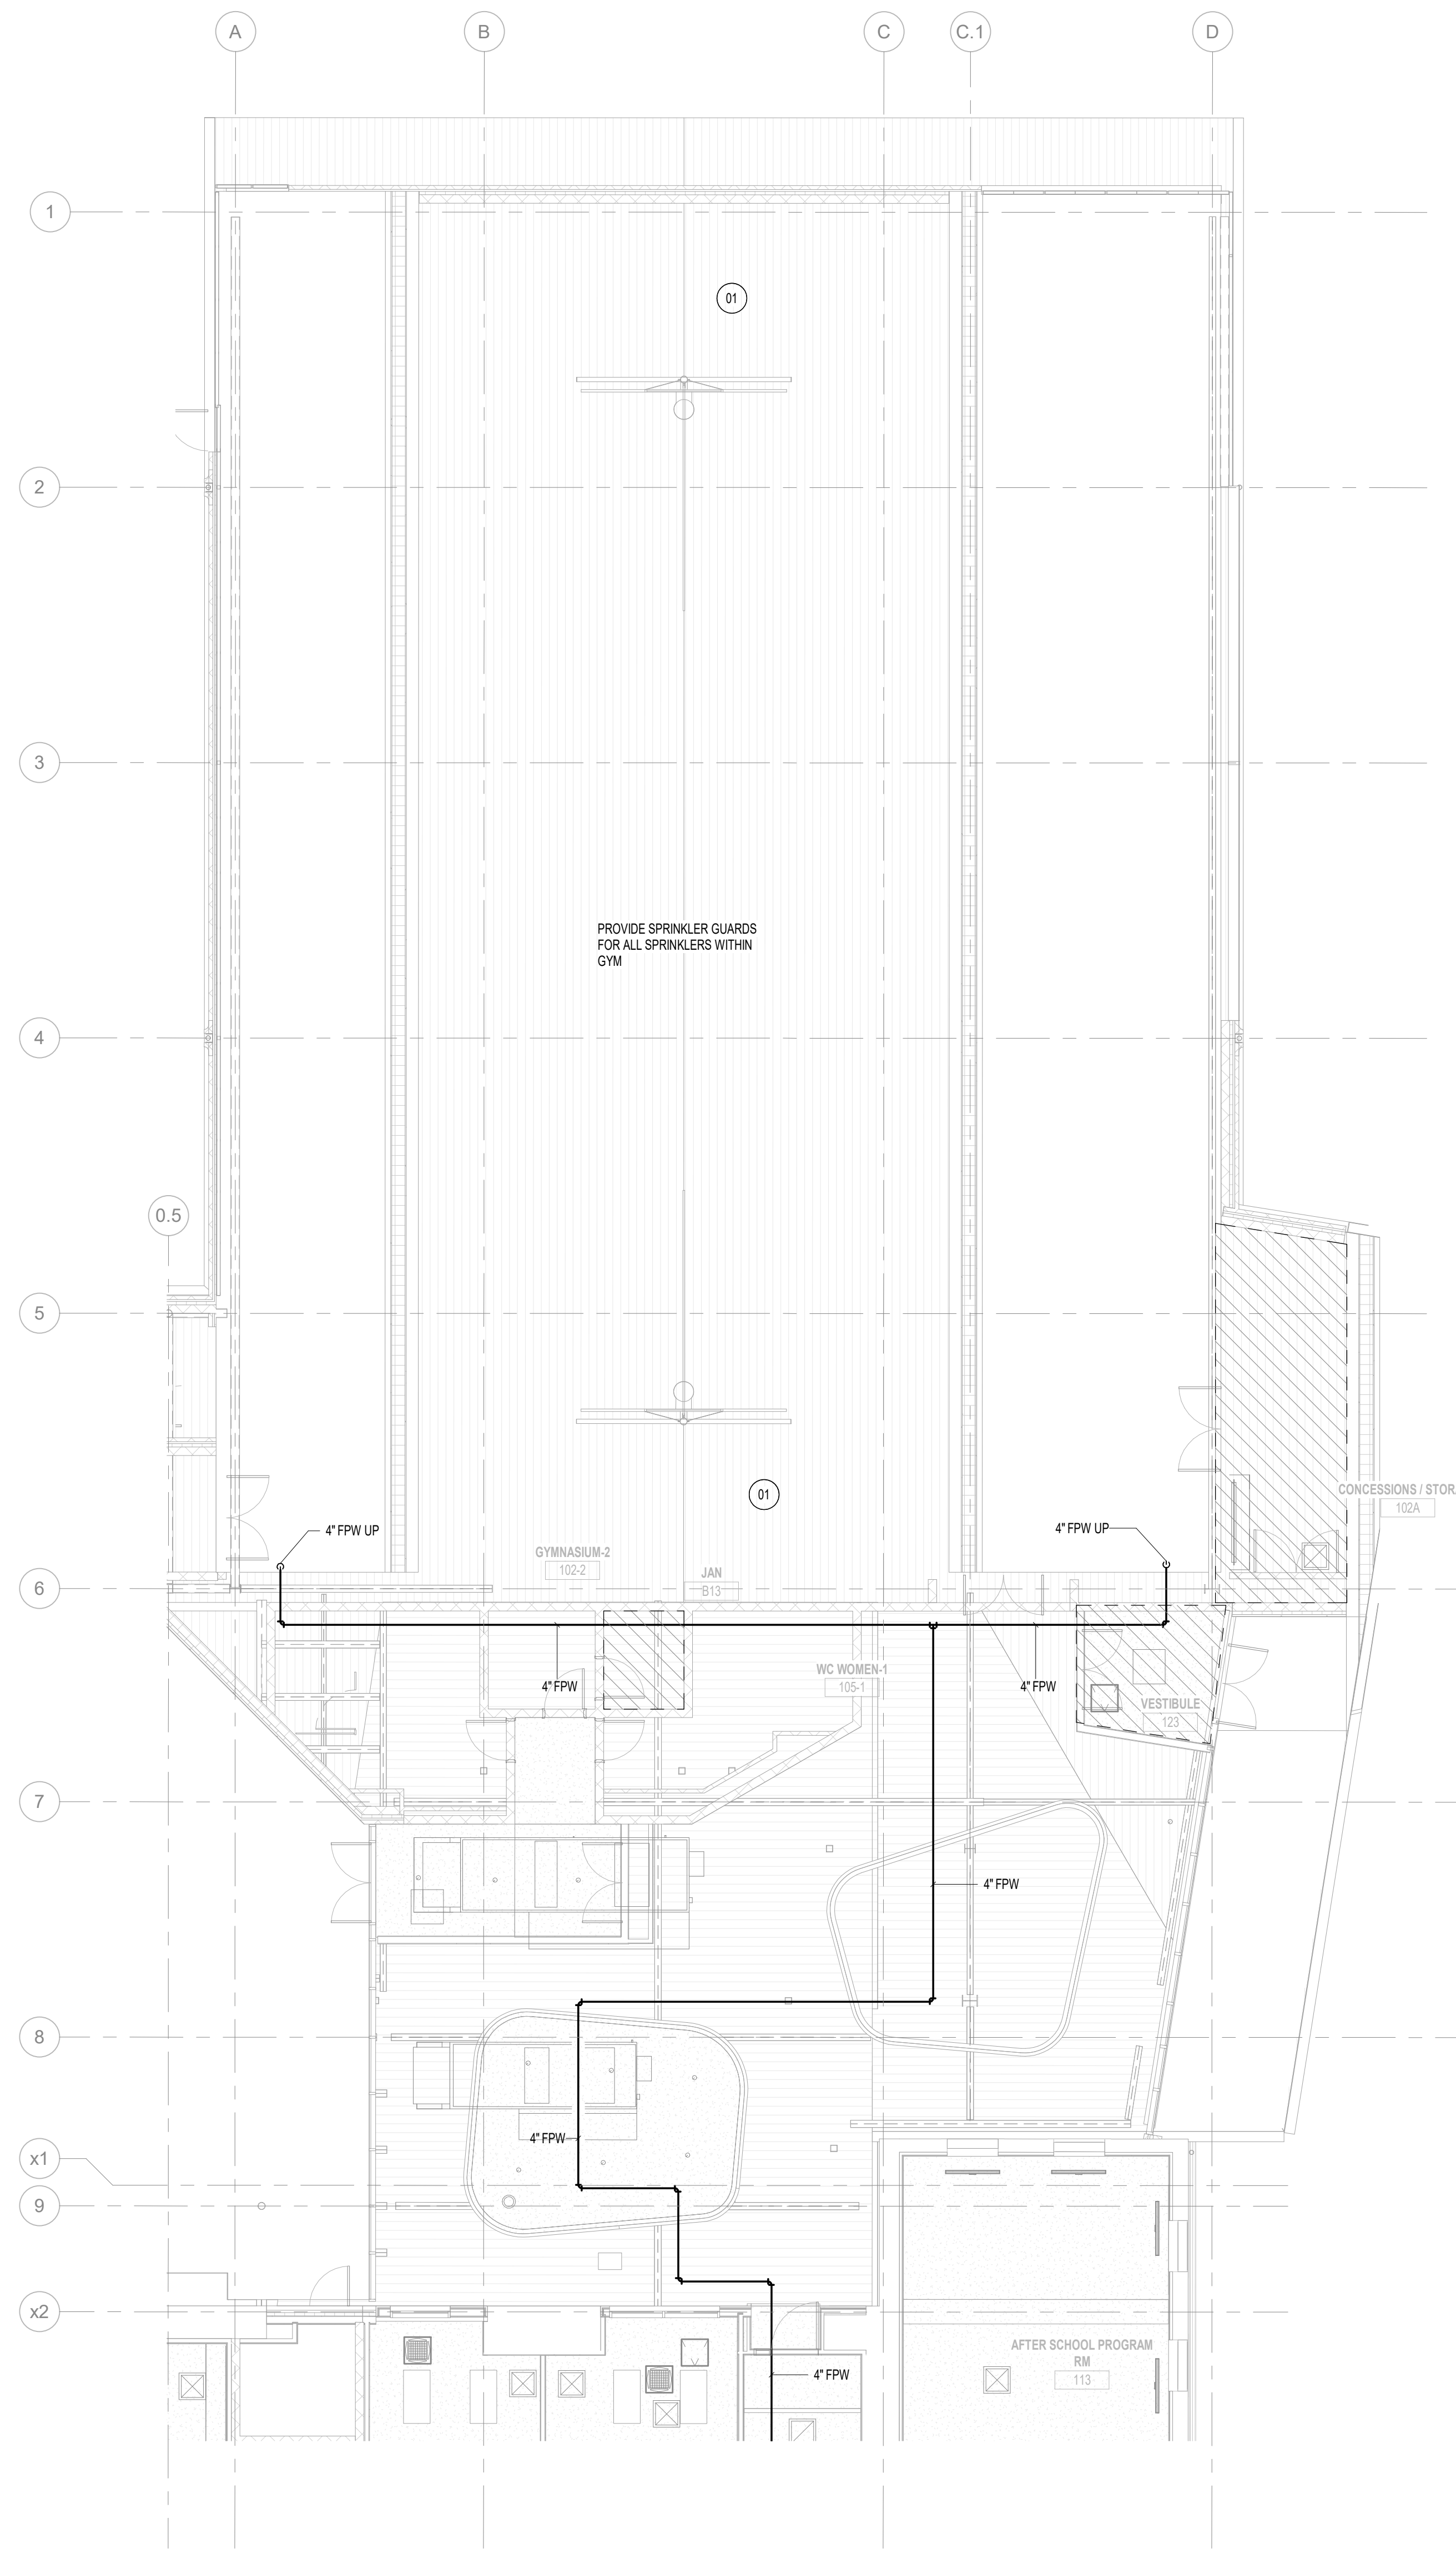 A
B
C
C.1
D
1
01
2
3
PROVIDE SPRINKLER GUARDS
FOR ALL SPRINKLERS WITHIN
GYM
4
0.5
5
CONCESSIONS / STOR
102A
01
4" FPW UP
4" FPW UP
GYMNASIUM-2
102-2
JAN
B13
6
WC WOMEN-1
105-1
4" FPW
4" FPW
VESTIBULE
123
7
4" FPW
8
4" FPW
x1
9
x2
AFTER SCHOOL PROGRAM
RM
113
4" FPW